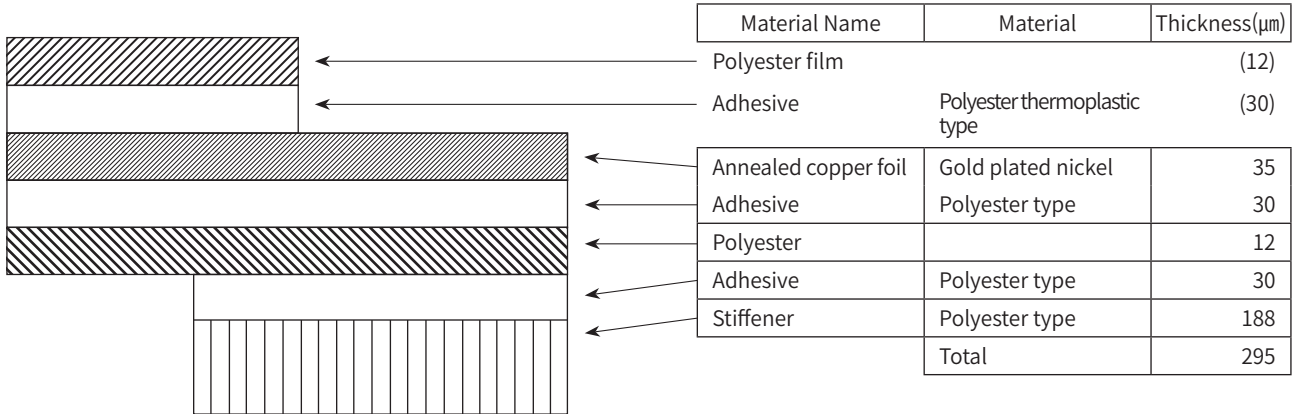 Material Name Material Thickness(μm)
Polyester film (12)
Adhesive Polyester thermoplastic (30)
type
Annealed copper foil Gold plated nickel 35
Adhesive Polyester type 30
Polyester 12
Adhesive Polyester type 30
Stiffener Polyester type 188
Total 295